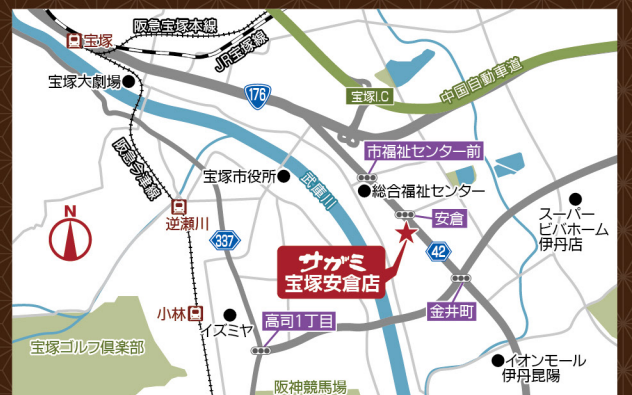 阪急宝塚本線
宝塚
JR宝塚線
宝塚大劇場
176
宝塚I.C
中国自動車道
阪急今津線
市福祉センター前
宝塚市役所
武庫川
総合福祉センター
N
逆瀬川
安倉
スーパー
ビバホーム
伊丹店
337
42
サガミ
宝塚安倉店
小林
イズミヤ
高司1丁目
金井町
宝塚ゴルフ倶楽部
イオンモール
伊丹昆陽
阪神競馬場